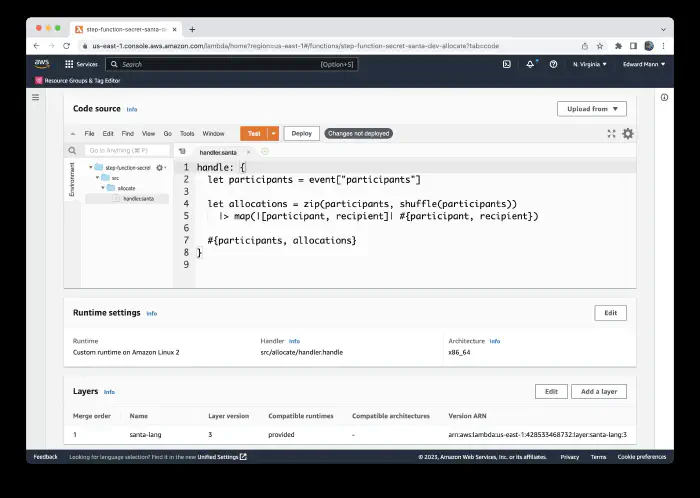 step-function-secret-santa-d
us-east-1.console.aws.amazon.com/lambda/home?region=us-east-1#/functions/step-function-secret-santa-dev-allocate?tab=code
aws
Services
Search
[Option+S]
N. Virginia
Edward Mann
Resource Groups & Tag Editor
Code source
Info
Upload from
File Edit Find View Go Tools Window
Test
Deploy
Changes not deployed
Go to Anything (⌘ P)
handler.santa
Environment
step-function-secret
src
allocate
handler.santa
1 handle: {
2 let participants = event["participants"]
3
4 let allocations = zip(participants, shuffle(participants))
5 |> map(|[participant, recipient]| #{participant, recipient})
6
7 #{participants, allocations}
8 }
9
Runtime settings
Info
Edit
Runtime
Custom runtime on Amazon Linux 2
Handler Info
src/allocate/handler.handle
Architecture Info
x86_64
Layers
Info
Edit
Add a layer
Merge order Name Layer version Compatible runtimes Compatible architectures Version ARN
1 santa-lang 3 provided - arn:aws:lambda:us-east-1:428533468732:layer:santa-lang:3
Feedback
Looking for language selection? Find it in the new Unified Settings
© 2023, Amazon Web Services, Inc. or its affiliates.
Privacy
Terms
Cookie preferences